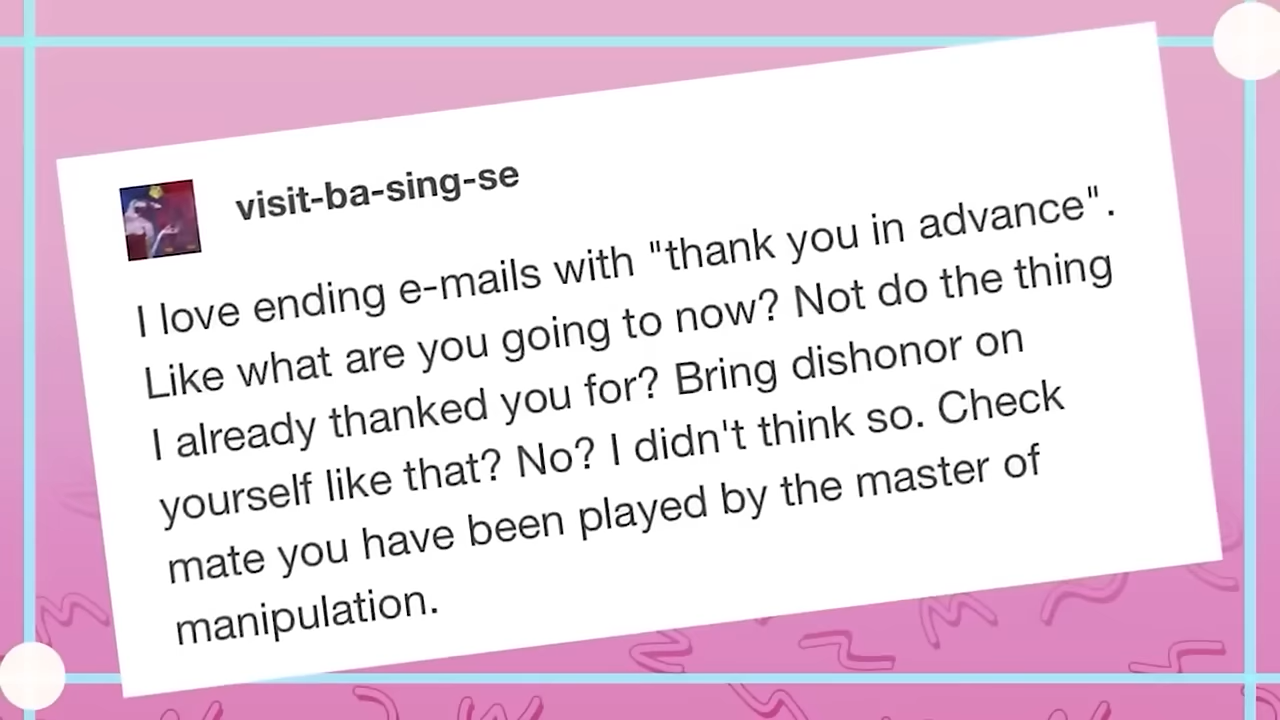 visit-ba-sing-se
I love ending e-mails with "thank you in advance".
Like what are you going to now? Not do the thing
I already thanked you for? Bring dishonor on
yourself like that? No? I didn't think so. Check
mate you have been played by the master of
manipulation.